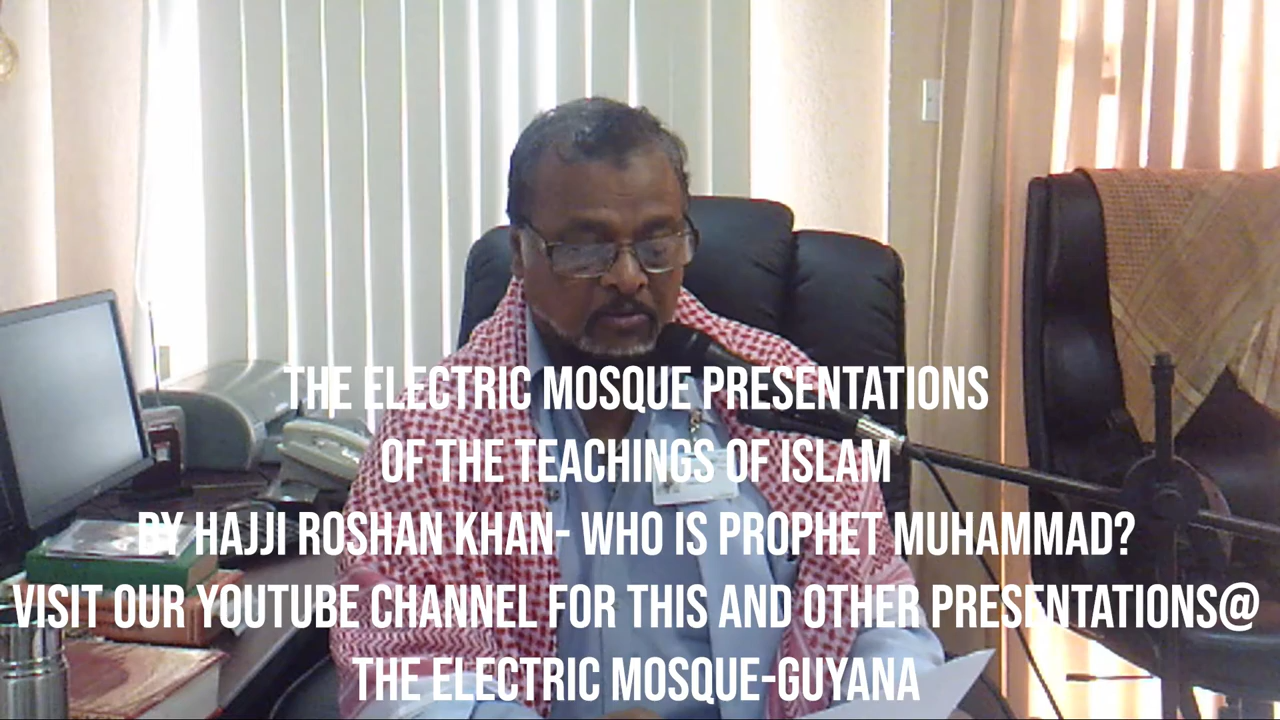 THE ELECTRIC MOSQUE PRESENTATIONS
OF THE TEACHINGS OF ISLAM
BY HAJJI ROSHAN KHAN- WHO IS PROPHET MUHAMMAD?
VISIT OUR YOUTUBE CHANNEL FOR THIS AND OTHER PRESENTATIONS@
THE ELECTRIC MOSQUE-GUYANA